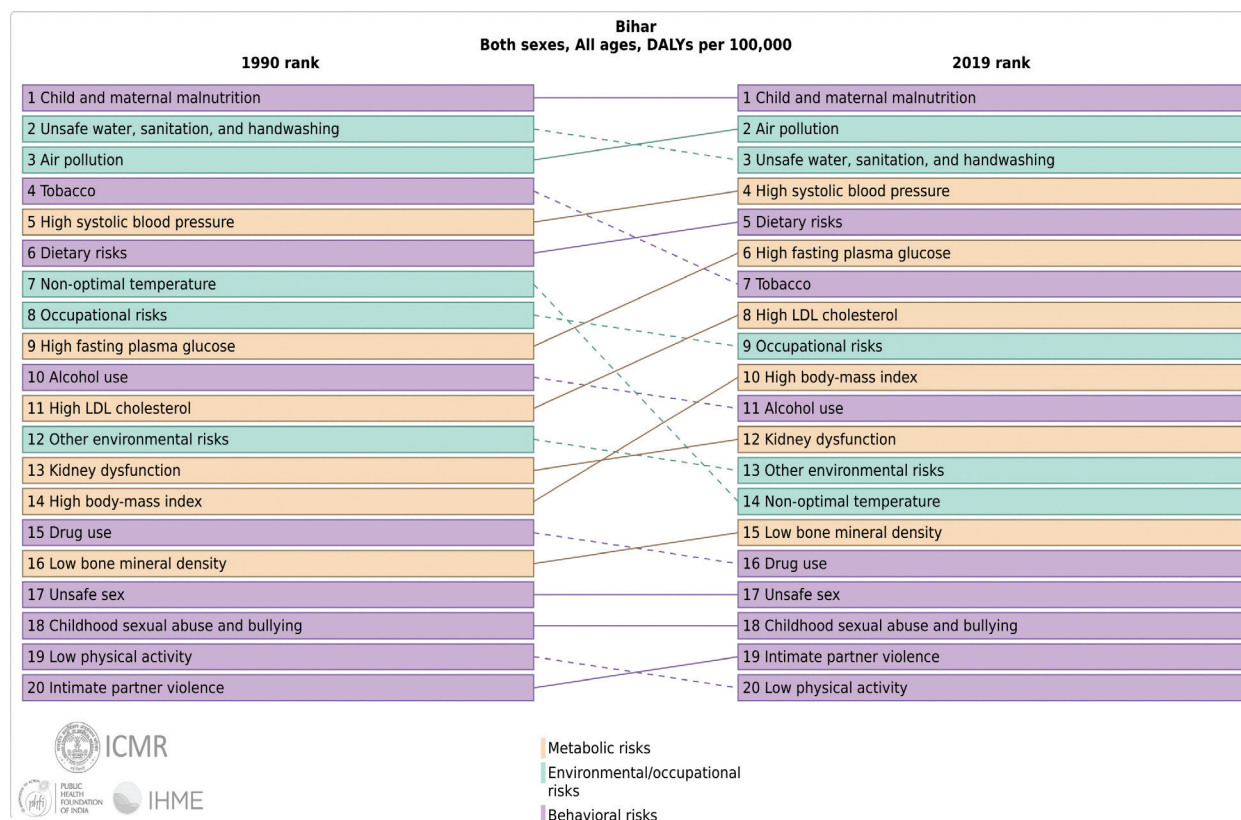 Bihar
Both sexes, All ages, DALYs per 100,000
1990 rank
2019 rank
1 Child and maternal malnutrition
2 Unsafe water, sanitation, and handwashing
3 Air pollution
4 Tobacco
5 High systolic blood pressure
6 Dietary risks
7 Non-optimal temperature
8 Occupational risks
9 High fasting plasma glucose
10 Alcohol use
11 High LDL cholesterol
12 Other environmental risks
13 Kidney dysfunction
14 High body-mass index
15 Drug use
16 Low bone mineral density
17 Unsafe sex
18 Childhood sexual abuse and bullying
19 Low physical activity
20 Intimate partner violence
1 Child and maternal malnutrition
2 Air pollution
3 Unsafe water, sanitation, and handwashing
4 High systolic blood pressure
5 Dietary risks
6 High fasting plasma glucose
7 Tobacco
8 High LDL cholesterol
9 Occupational risks
10 High body-mass index
11 Alcohol use
12 Kidney dysfunction
13 Other environmental risks
14 Non-optimal temperature
15 Low bone mineral density
16 Drug use
17 Unsafe sex
18 Childhood sexual abuse and bullying
19 Intimate partner violence
20 Low physical activity
ICMR
phfi
PUBLIC
HEALTH
FOUNDATION
OF INDIA
IHME
Metabolic risks
Environmental/occupational
risks
Behavioral risks